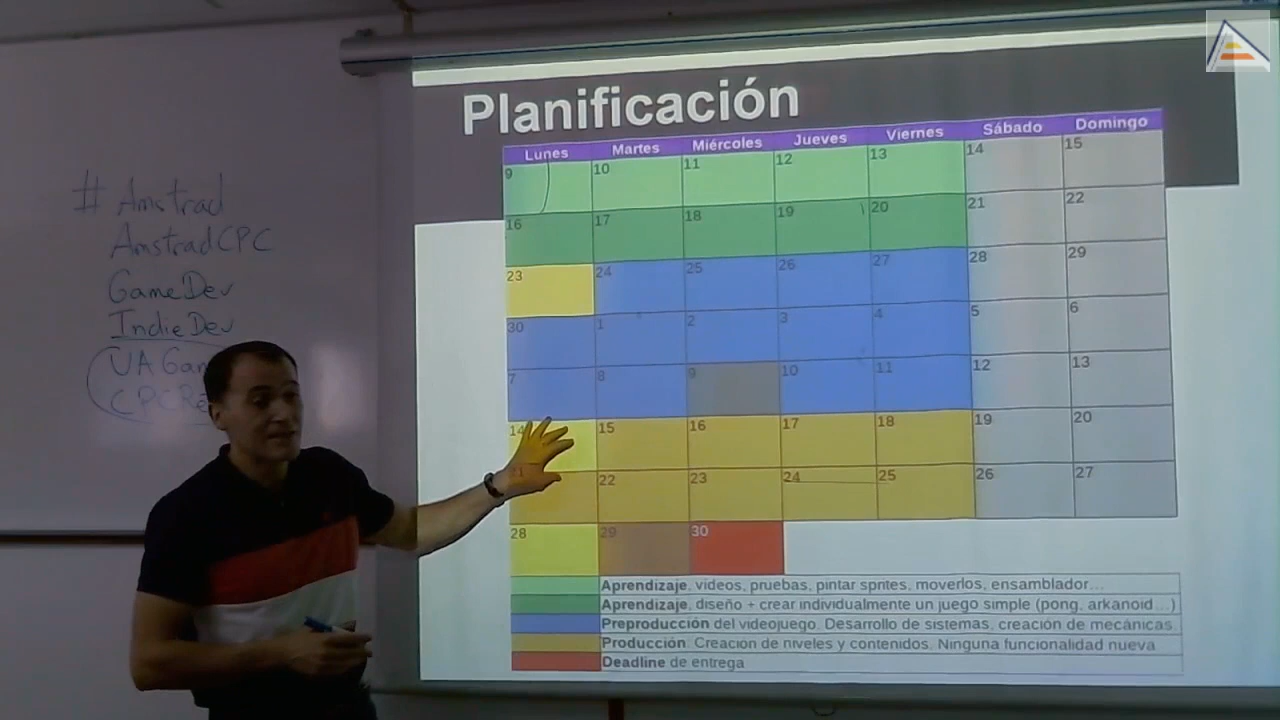 Planificación
Lunes Martes Miércoles Jueves Viernes Sábado Domingo
9 10 11 12 13 14 15
16 17 18 19 20 21 22
23 24 25 26 27 28 29
30 1 2 3 4 5 6
7 8 9 10 11 12 13
14 15 16 17 18 19 20
21 22 23 24 25 26 27
28 29 30
Aprendizaje, vídeos, pruebas, pintar sprites, moverlos, ensamblador...
Aprendizaje, diseño + crear individualmente un juego simple (pong, arkanoid...)
Preproducción del videojuego. Desarrollo de sistemas, creación de mecánicas
Producción. Creación de niveles y contenidos. Ninguna funcionalidad nueva
Deadline de entrega
# Amstrad
AmstradCPC
GameDev
IndieDev